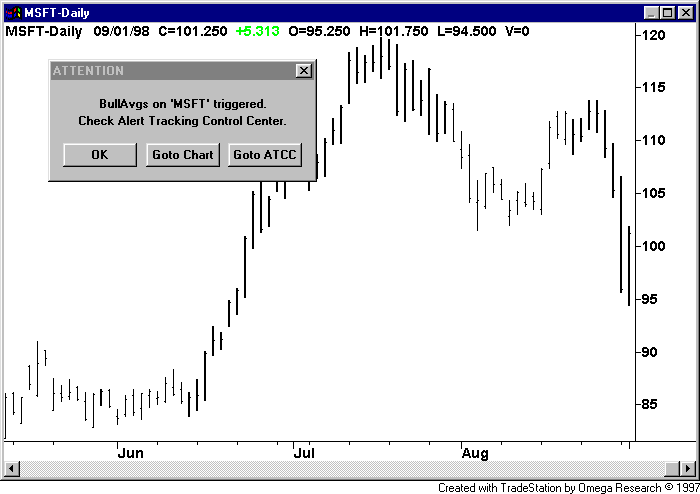 MSFT-Daily
MSFT-Daily 09/01/98 C=101.250 +5.313 O=95.250 H=101.750 L=94.500 V=0
ATTENTION
BullAvgs on 'MSFT' triggered.
Check Alert Tracking Control Center.
OK Goto Chart Goto ATCC
120
115
110
105
100
95
90
85
Jun Jul Aug
Created with TradeStation by Omega Research © 1997